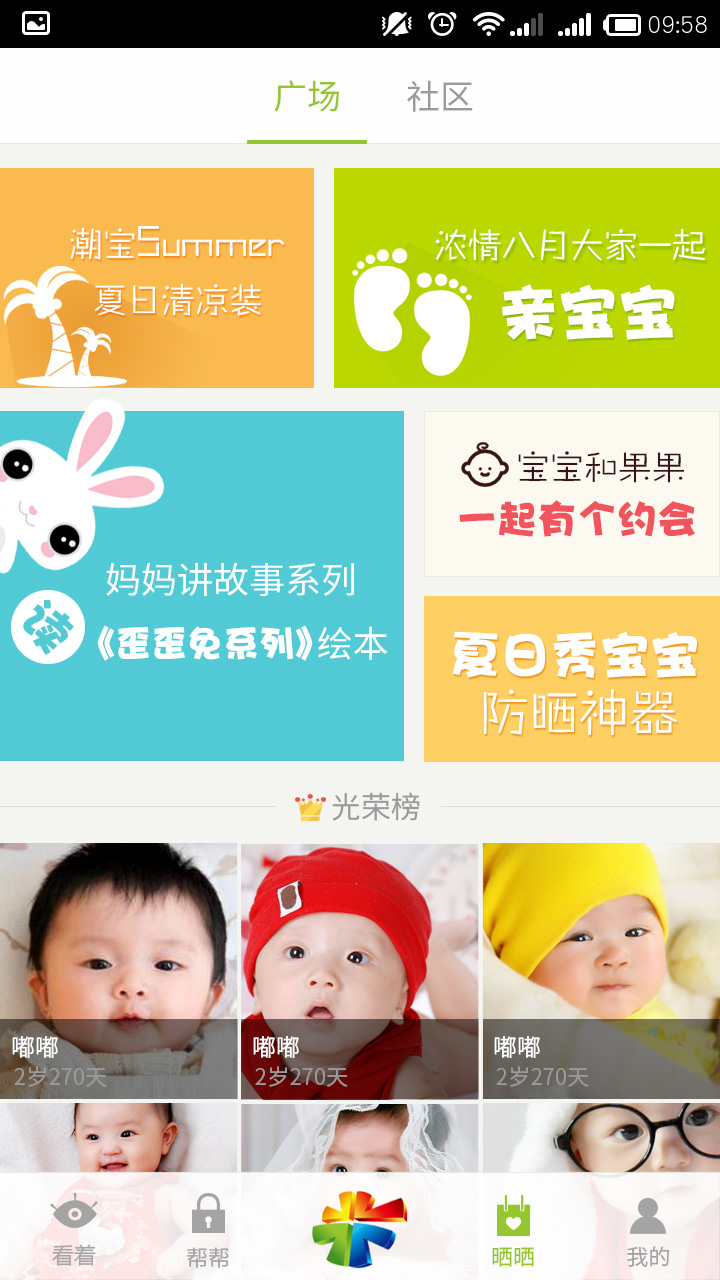 09:58
广场 社区
潮宝Summer
夏日清凉装
浓情八月大家一起
亲宝宝
宝宝和果果
一起有个约会
妈妈讲故事系列
读 《歪歪兔系列》绘本
夏日秀宝宝
防晒神器
光荣榜
嘟嘟 嘟嘟 嘟嘟
2岁270天 2岁270天 2岁270天
看着 帮帮 晒晒 我的